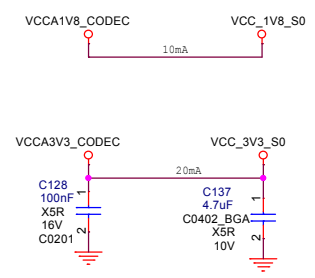 VCCA1V8_CODEC VCC_1V8_S0
10mA
VCCA3V3_CODEC VCC_3V3_S0
20mA
C128
100nF
X5R
16V
C0201
1
2
C137
4.7uF
C0402_BGA
X5R
10V
1
2